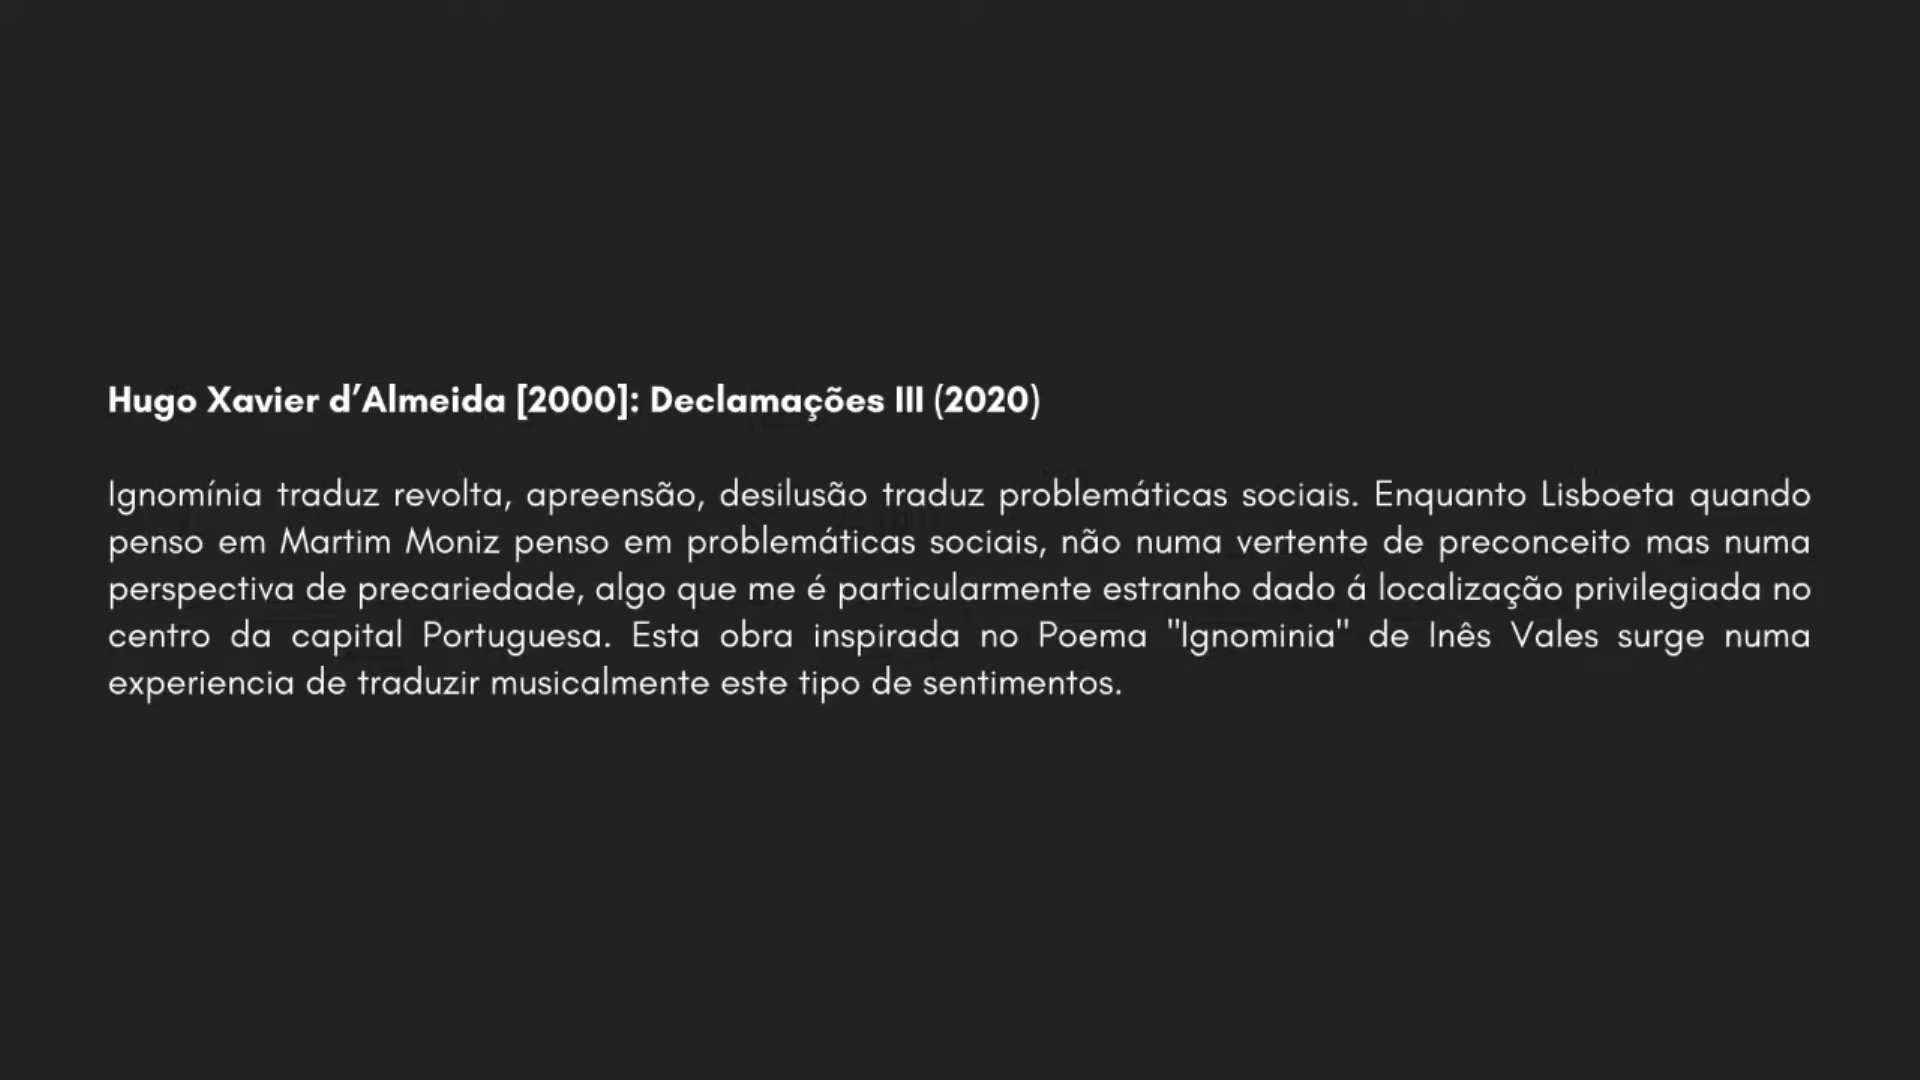 Hugo Xavier d’Almeida [2000]: Declamações III (2020)
Ignomínia traduz revolta, apreensão, desilusão traduz problemáticas sociais. Enquanto Lisboeta quando
penso em Martim Moniz penso em problemáticas sociais, não numa vertente de preconceito mas numa
perspectiva de precariedade, algo que me é particularmente estranho dado á localização privilegiada no
centro da capital Portuguesa. Esta obra inspirada no Poema "Ignominia" de Inês Vales surge numa
experiencia de traduzir musicalmente este tipo de sentimentos.